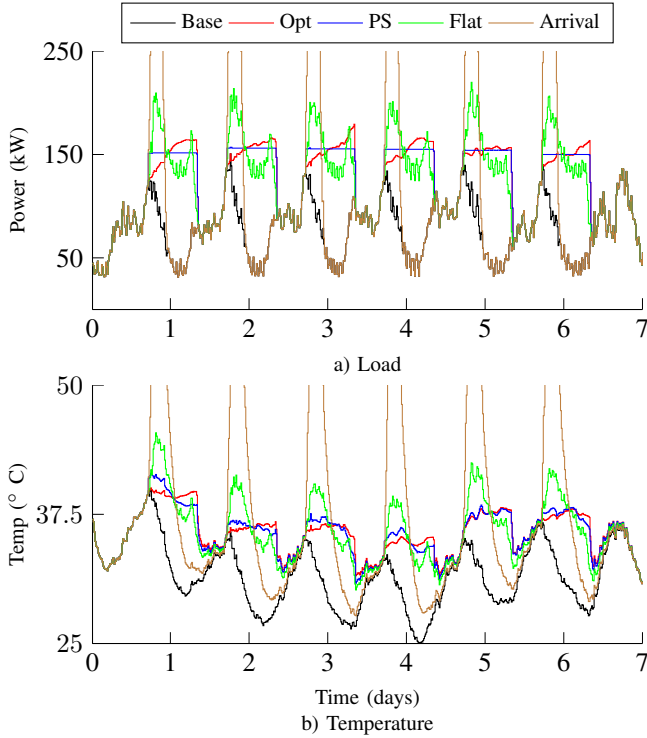 Base Opt PS Flat Arrival
250
150
50
Power (kW)
0 1 2 3 4 5 6 7
a) Load
50
37.5
25
Temp (° C)
0 1 2 3 4 5 6 7
Time (days)
b) Temperature